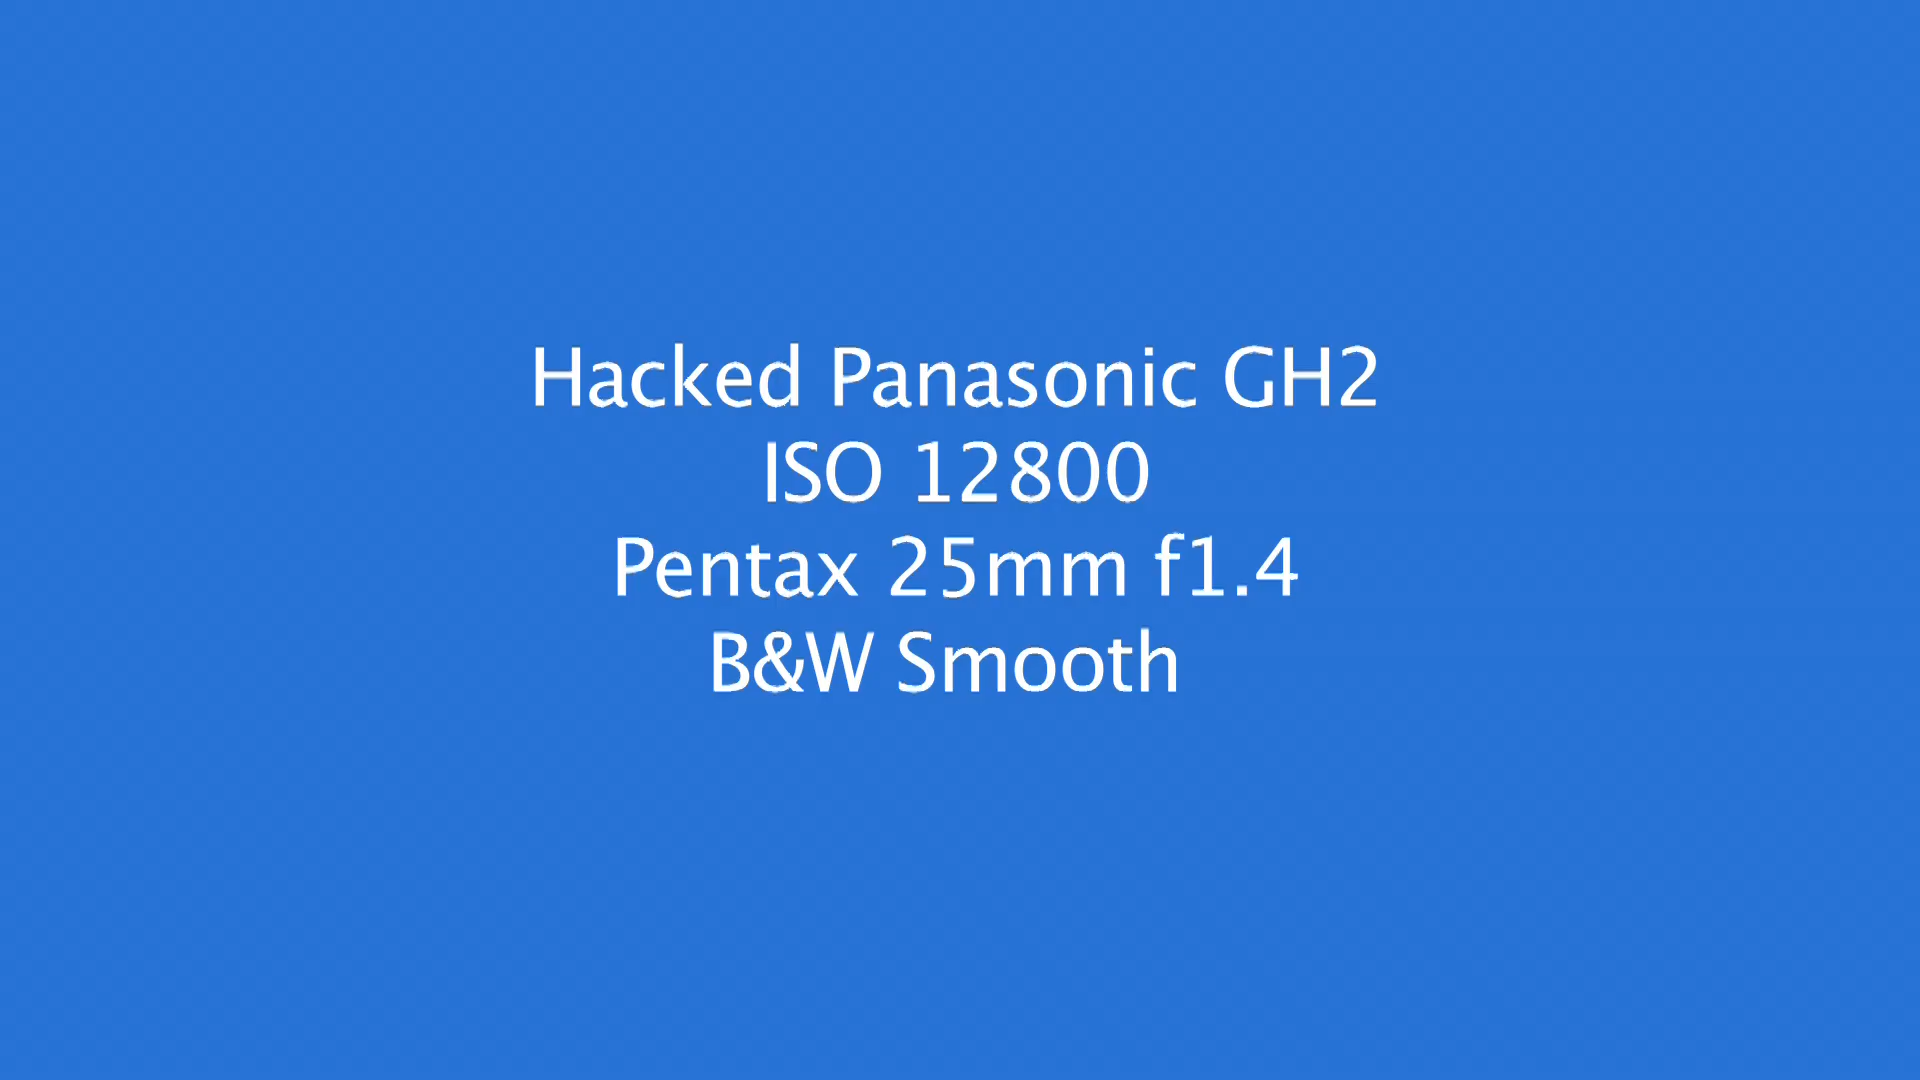 Hacked Panasonic GH2
ISO 12800
Pentax 25mm f1.4
B&W Smooth